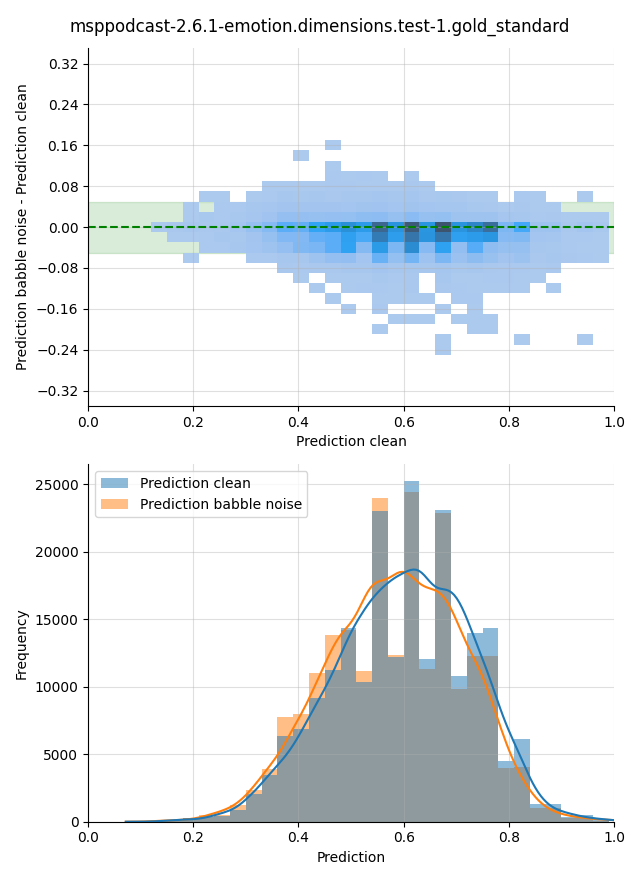 msppodcast-2.6.1-emotion.dimensions.test-1.gold_standard
Prediction babble noise - Prediction clean
0.32
0.24
0.16
0.08
0.00
−0.08
−0.16
−0.24
−0.32
0.0 0.2 0.4 0.6 0.8 1.0
Prediction clean
Prediction clean
Prediction babble noise
Frequency
25000
20000
15000
10000
5000
0
0.0 0.2 0.4 0.6 0.8 1.0
Prediction